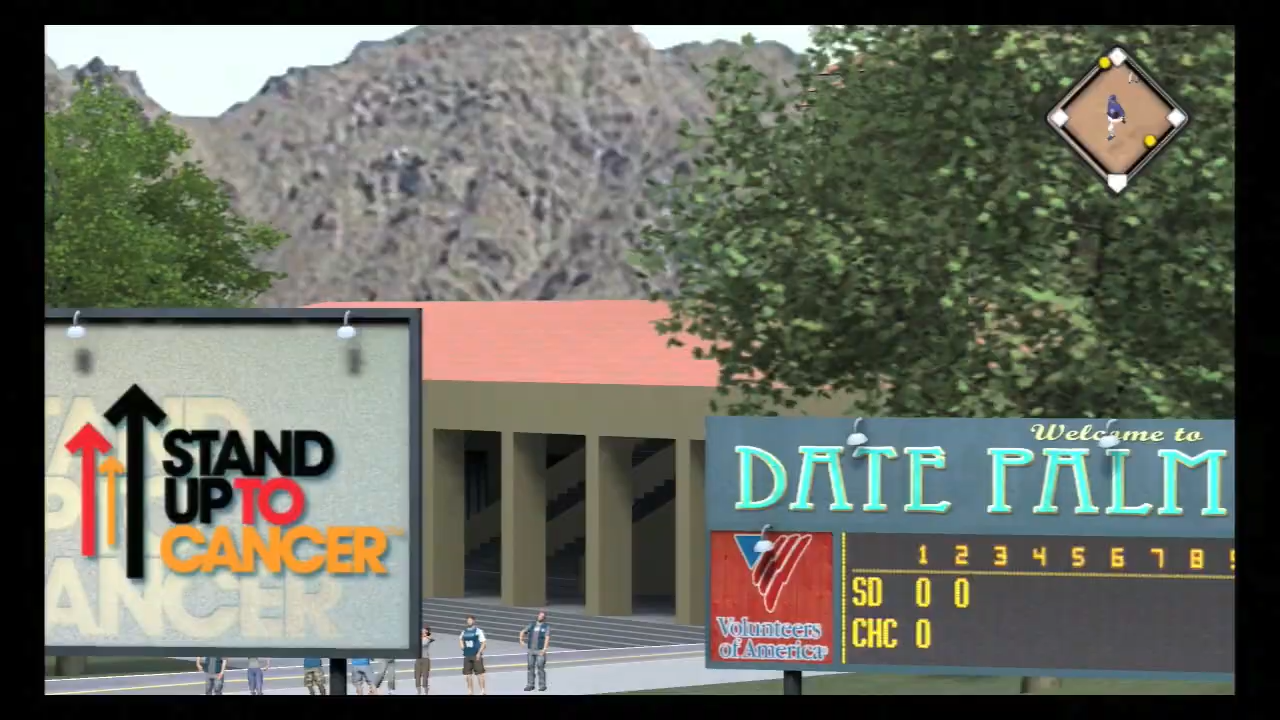 STAND
UP TO
CANCER
Welcome to
DATE PALM
Volunteers
of America
1 2 3 4 5 6 7 8
SD 0 0
CHC 0